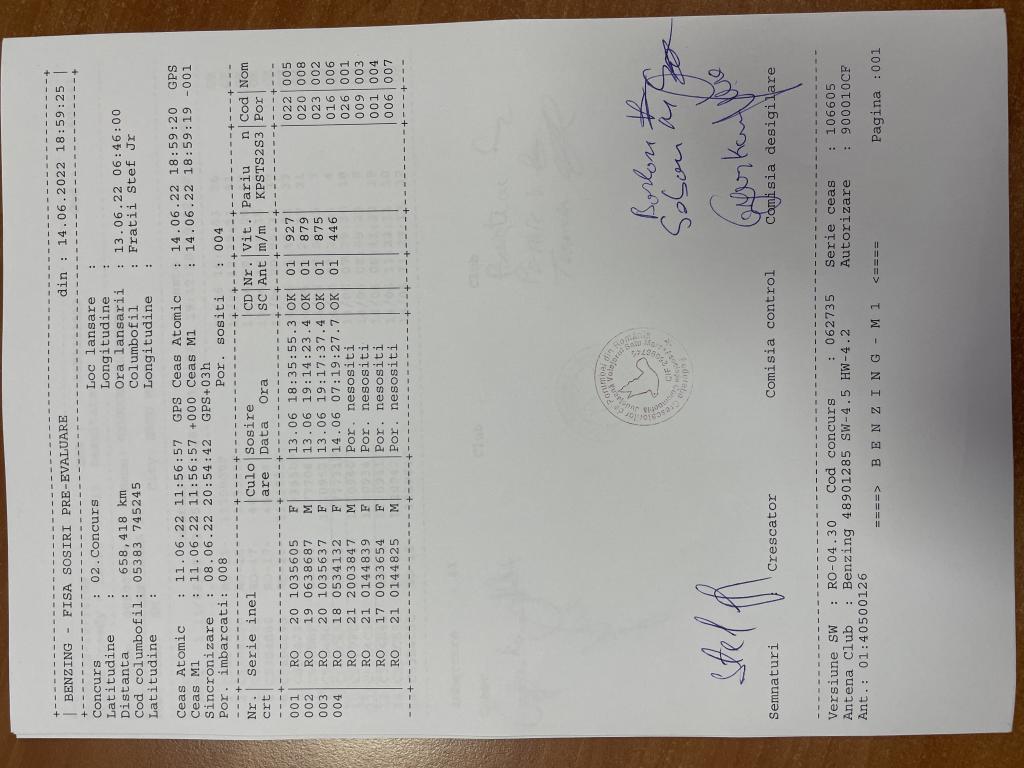 | BENZING - FISA SOSIRI PRE-EVALUARE din : 14.06.2022 18:59:25 |
Concurs : 02.Concurs Loc lansare :
Latitudine : Longitudine :
Distanta : 658,418 km Ora lansarii : 13.06.22 06:46:00
Cod columbofil: 05383 745245 Columbofil : Fratii Stef Jr
Latitudine : Longitudine :
Ceas Atomic : 11.06.22 11:56:57 GPS Ceas Atomic : 14.06.22 18:59:20 GPS
Ceas M1 : 11.06.22 11:56:57 +000 Ceas M1 : 14.06.22 18:59:19 -001
Sincronizare : 08.06.22 20:54:42 GPS+03h
Por. imbarcati: 008 Por. sositi : 004
Nr. | Serie inel |Culo|Sosire |CD|Nr.|Vit.|Pariu n|Cod|Nom
crt| |are |Data Ora |SC|Ant|m/m|KPSTS2S3|Por|
001 | RO 20 1035605 F | |13.06 18:35:55.3|OK| 01| 927| |022|005
002 | RO 19 0638687 M | |13.06 19:14:23.4|OK| 01| 879| |020|008
003 | RO 20 1035637 F | |13.06 19:17:37.4|OK| 01| 875| |023|002
004 | RO 18 0534132 F | |14.06 07:19:27.7|OK| 01| 446| |016|006
| RO 21 2003847 M | |Por. nesositi | | | | |026|001
| RO 21 0144839 F | |Por. nesositi | | | | |009|003
| RO 17 0033654 F | |Por. nesositi | | | | |001|004
| RO 21 0144825 M | |Por. nesositi | | | | |006|007
Semnaturi Crescator Comisia control Comisia desigilare
Versiune SW : RO-04.30 Cod concurs : 062735 Serie ceas : 106605
Antena Club : Benzing 48901285 SW-4.5 HW-4.2 Autorizare : 900010CF
Ant.: 01:40500126
====> B E N Z I N G - M 1 <==== Pagina :001